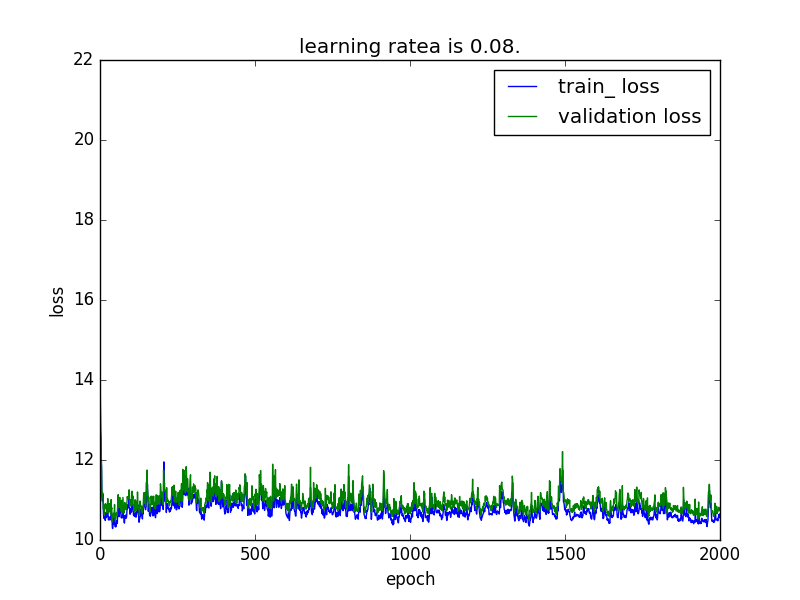 learning ratea is 0.08.
22
20
18
16
14
12
10
loss
train_ loss
validation loss
0
500
1000
1500
2000
epoch